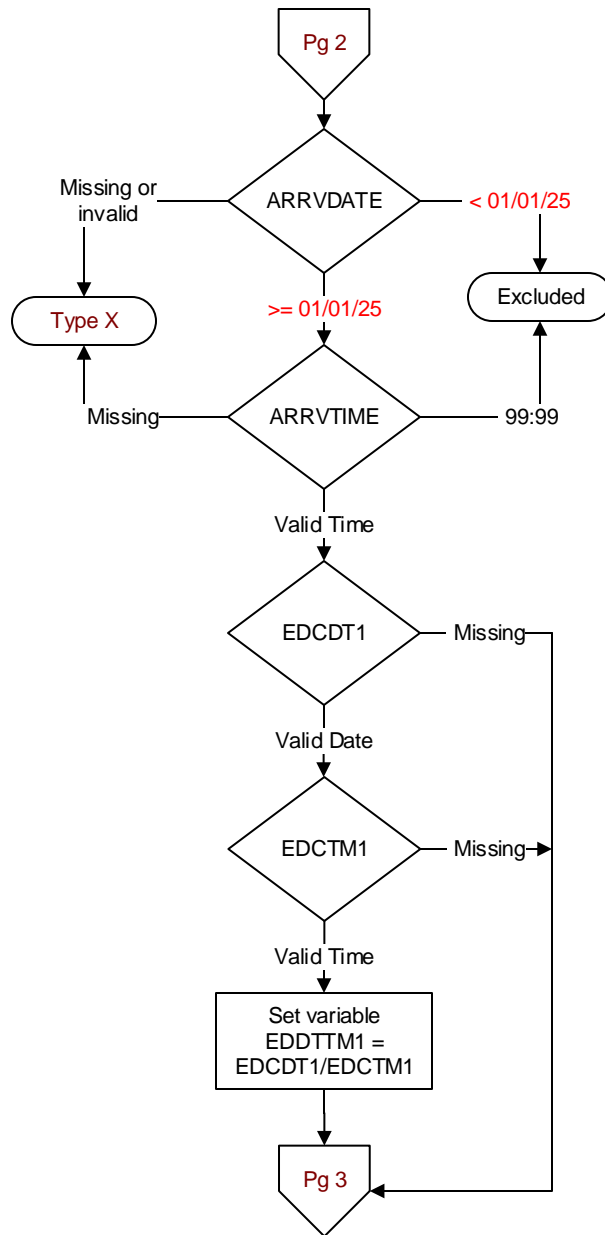 Pg 2
ARRVDATE
Missing or
invalid
< 01/01/25
Type X
>= 01/01/25
Excluded
ARRVTIME
Missing
99:99
Valid Time
EDCDT1
Missing
Valid Date
EDCTM1
Missing
Valid Time
Set variable
EDDTTM1 =
EDCDT1/EDCTM1
Pg 3